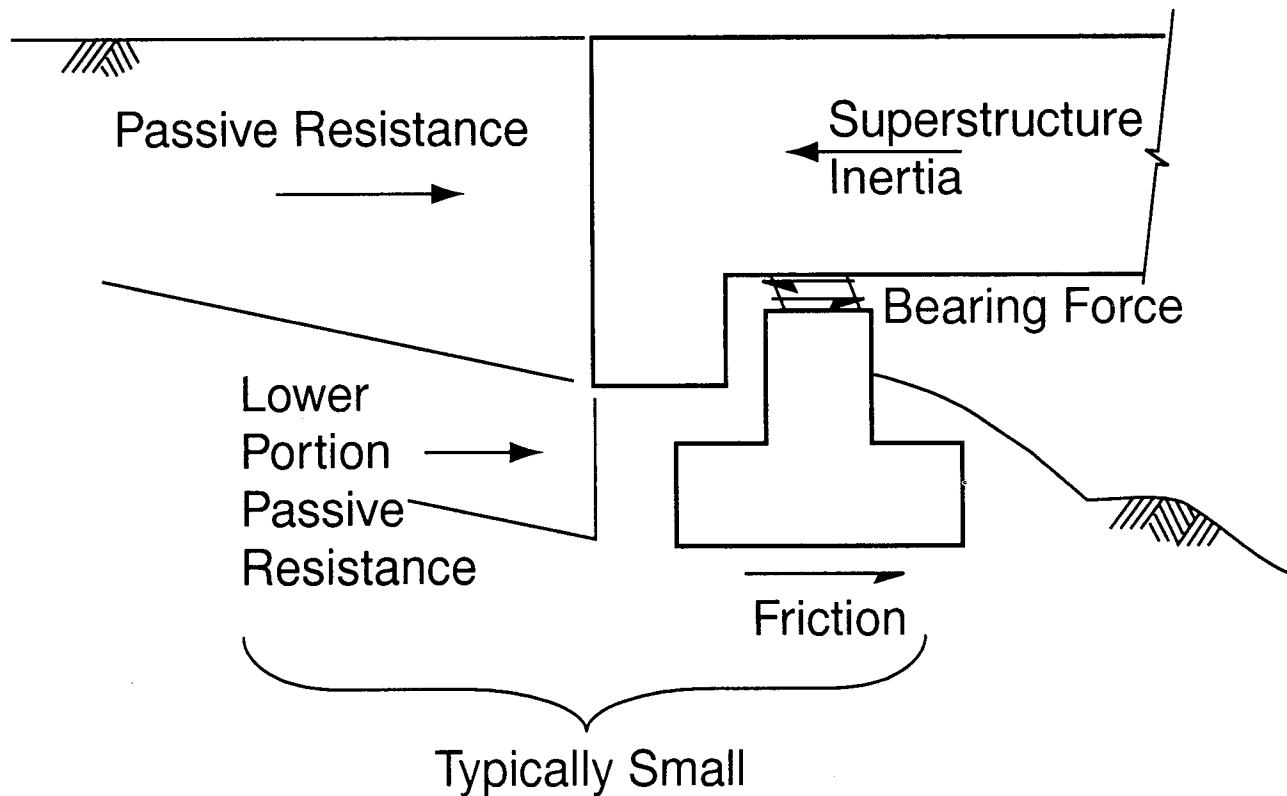 Passive Resistance
Superstructure
Inertia
Bearing Force
Lower
Portion
Passive
Resistance
Friction
Typically Small